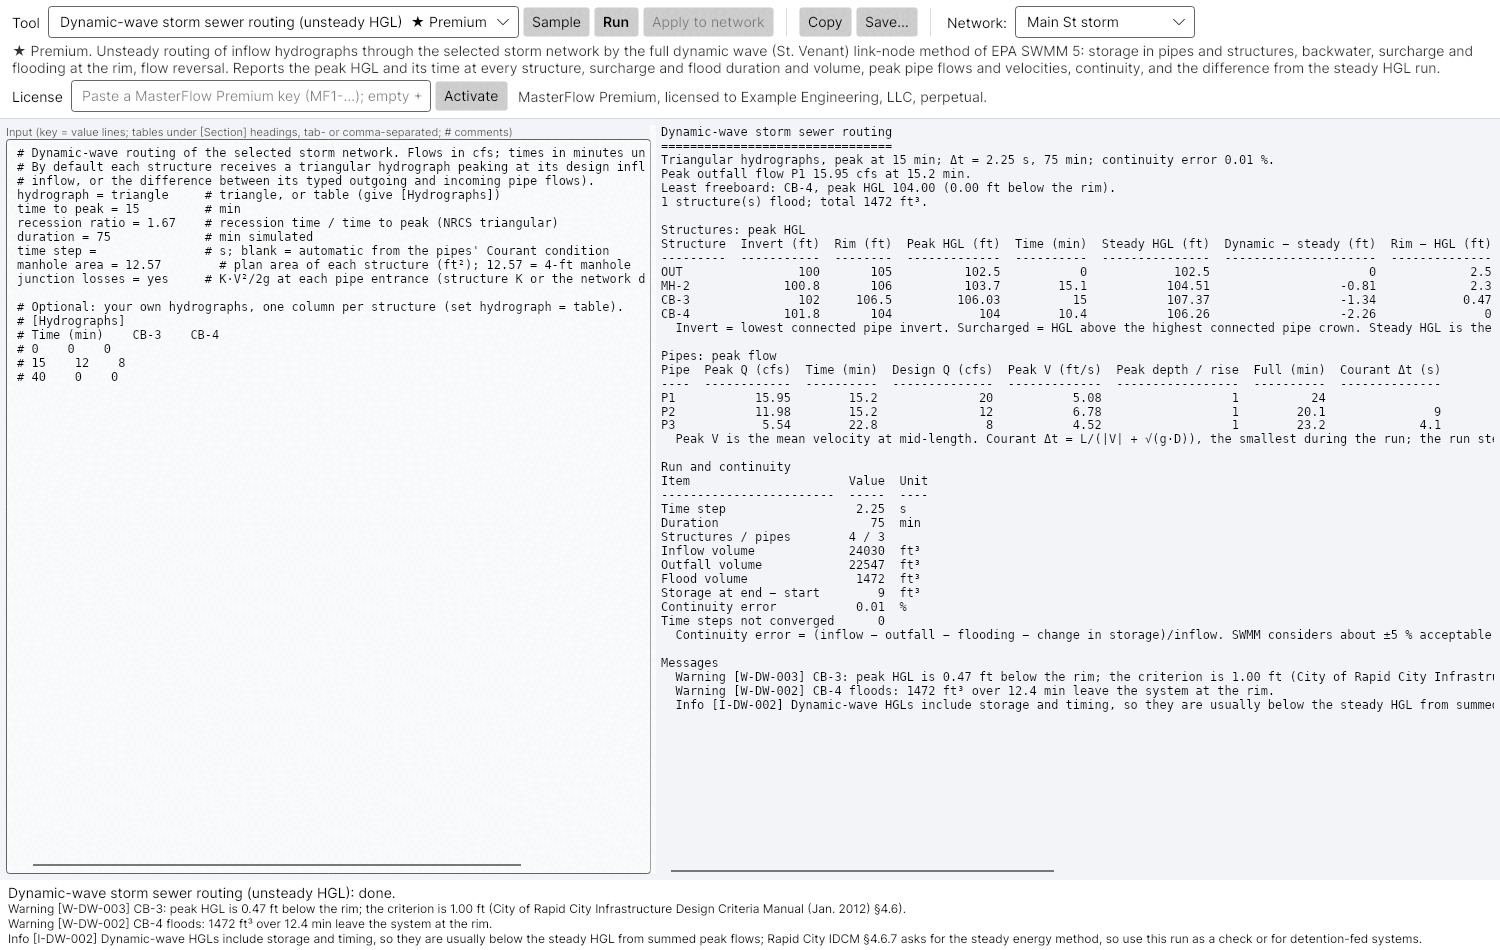 Tool Dynamic-wave storm sewer routing (unsteady HGL) ★ Premium Sample Run Apply to network Copy Save... Network: Main St storm
★ Premium. Unsteady routing of inflow hydrographs through the selected storm network by the full dynamic wave (St. Venant) link-node method of EPA SWMM 5: storage in pipes and structures, backwater, surcharge and
flooding at the rim, flow reversal. Reports the peak HGL and its time at every structure, surcharge and flood duration and volume, peak pipe flows and velocities, continuity, and the difference from the steady HGL run.
License Paste a MasterFlow Premium key (MF1-...); empty + Activate MasterFlow Premium, licensed to Example Engineering, LLC, perpetual.
Input (key = value lines; tables under [Section] headings, tab- or comma-separated; # comments)
# Dynamic-wave routing of the selected storm network. Flows in cfs; times in minutes un
# By default each structure receives a triangular hydrograph peaking at its design infl
# inflow, or the difference between its typed outgoing and incoming pipe flows).
hydrograph = triangle # triangle, or table (give [Hydrographs])
time to peak = 15 # min
recession ratio = 1.67 # recession time / time to peak (NRCS triangular)
duration = 75 # min simulated
time step = # s; blank = automatic from the pipes' Courant condition
manhole area = 12.57 # plan area of each structure (ft²); 12.57 = 4-ft manhole
junction losses = yes # K·V²/2g at each pipe entrance (structure K or the network d
# Optional: your own hydrographs, one column per structure (set hydrograph = table).
# [Hydrographs]
# Time (min) CB-3 CB-4
# 0 0 0
# 15 12 8
# 40 0 0
Dynamic-wave storm sewer routing
================================
Triangular hydrographs, peak at 15 min; Δt = 2.25 s, 75 min; continuity error 0.01 %.
Peak outfall flow P1 15.95 cfs at 15.2 min.
Least freeboard: CB-4, peak HGL 104.00 (0.00 ft below the rim).
1 structure(s) flood; total 1472 ft³.
Structures: peak HGL
Structure Invert (ft) Rim (ft) Peak HGL (ft) Time (min) Steady HGL (ft) Dynamic − steady (ft) Rim − HGL (ft)
--------- ----------- -------- ------------- ---------- --------------- --------------------- --------------
OUT 100 105 102.5 0 102.5 0 2.5
MH-2 100.8 106 103.7 15.1 104.51 -0.81 2.3
CB-3 102 106.5 106.03 15 107.37 -1.34 0.47
CB-4 101.8 104 104 10.4 106.26 -2.26 0
Invert = lowest connected pipe invert. Surcharged = HGL above the highest connected pipe crown. Steady HGL is the
Pipes: peak flow
Pipe Peak Q (cfs) Time (min) Design Q (cfs) Peak V (ft/s) Peak depth / rise Full (min) Courant Δt (s)
---- ------------ ---------- -------------- ------------- ----------------- ---------- --------------
P1 15.95 15.2 20 5.08 1 24
P2 11.98 15.2 12 6.78 1 20.1 9
P3 5.54 22.8 8 4.52 1 23.2 4.1
Peak V is the mean velocity at mid-length. Courant Δt = L/(|V| + √(g·D)), the smallest during the run; the run ste
Run and continuity
Item Value Unit
------------------------ ----- ----
Time step 2.25 s
Duration 75 min
Structures / pipes 4 / 3
Inflow volume 24030 ft³
Outfall volume 22547 ft³
Flood volume 1472 ft³
Storage at end − start 9 ft³
Continuity error 0.01 %
Time steps not converged 0
Continuity error = (inflow − outfall − flooding − change in storage)/inflow. SWMM considers about ±5 % acceptable
Messages
Warning [W-DW-003] CB-3: peak HGL is 0.47 ft below the rim; the criterion is 1.00 ft (City of Rapid City Infrastru
Warning [W-DW-002] CB-4 floods: 1472 ft³ over 12.4 min leave the system at the rim.
Info [I-DW-002] Dynamic-wave HGLs include storage and timing, so they are usually below the steady HGL from summed
Dynamic-wave storm sewer routing (unsteady HGL): done.
Warning [W-DW-003] CB-3: peak HGL is 0.47 ft below the rim; the criterion is 1.00 ft (City of Rapid City Infrastructure Design Criteria Manual (Jan. 2012) §4.6).
Warning [W-DW-002] CB-4 floods: 1472 ft³ over 12.4 min leave the system at the rim.
Info [I-DW-002] Dynamic-wave HGLs include storage and timing, so they are usually below the steady HGL from summed peak flows; Rapid City IDCM §4.6.7 asks for the steady energy method, so use this run as a check or for detention-fed systems.